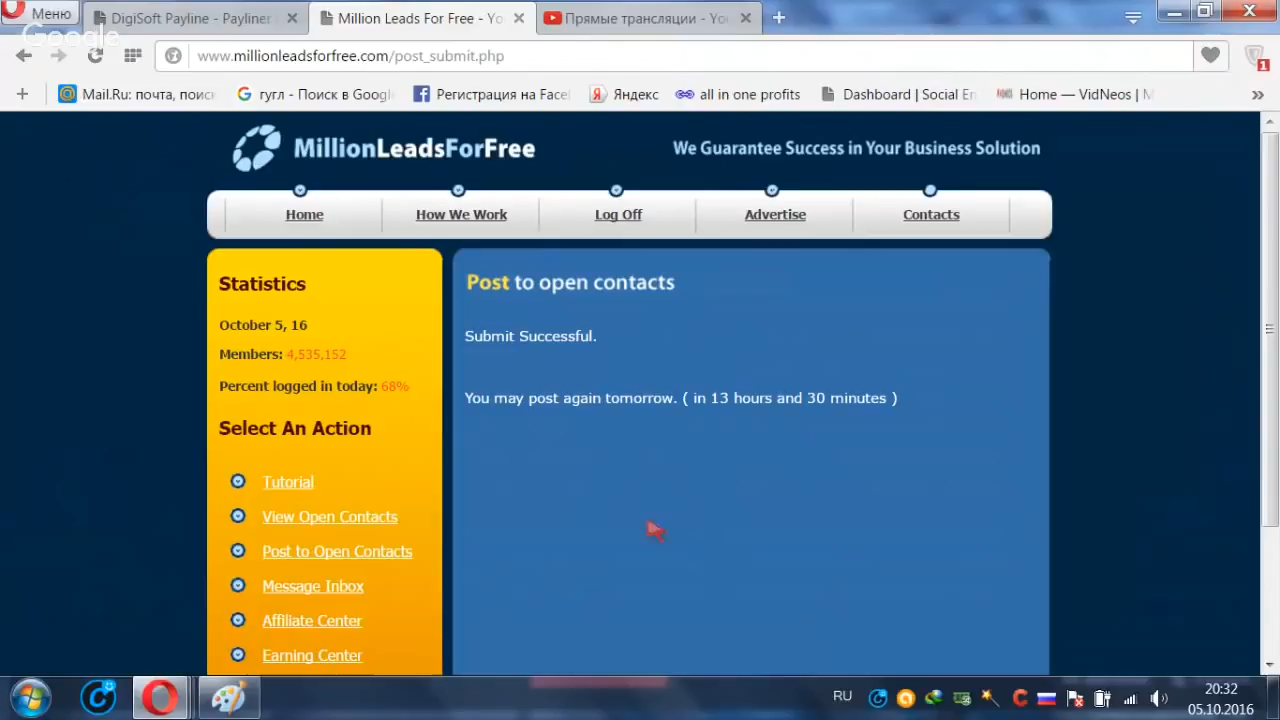 Меню
DigiSoft Payline - Payliner
Million Leads For Free - Yo
Прямые трансляции - You
Google
www.millionleadsforfree.com/post_submit.php
1
Mail.Ru: почта, поиск
гугл - Поиск в Google
Регистрация на Face
Яндекс
all in one profits
Dashboard | Social En
Home — VidNeos | M
MillionLeadsForFree
We Guarantee Success in Your Business Solution
Home
How We Work
Log Off
Advertise
Contacts
Statistics
October 5, 16
Members: 4,535,152
Percent logged in today: 68%
Select An Action
Tutorial
View Open Contacts
Post to Open Contacts
Message Inbox
Affiliate Center
Earning Center
Post to open contacts
Submit Successful.
You may post again tomorrow. ( in 13 hours and 30 minutes )
RU
20:32
05.10.2016